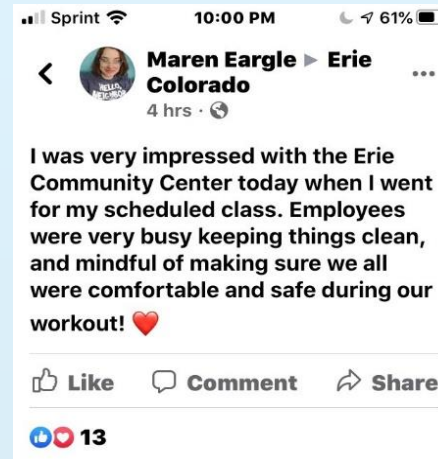 Sprint 10:00 PM 61%
Maren Eargle ▸ Erie
Colorado
4 hrs ·
HELLO,
NEIGHBOR
I was very impressed with the Erie
Community Center today when I went
for my scheduled class. Employees
were very busy keeping things clean,
and mindful of making sure we all
were comfortable and safe during our
workout! ❤️
Like Comment Share
13